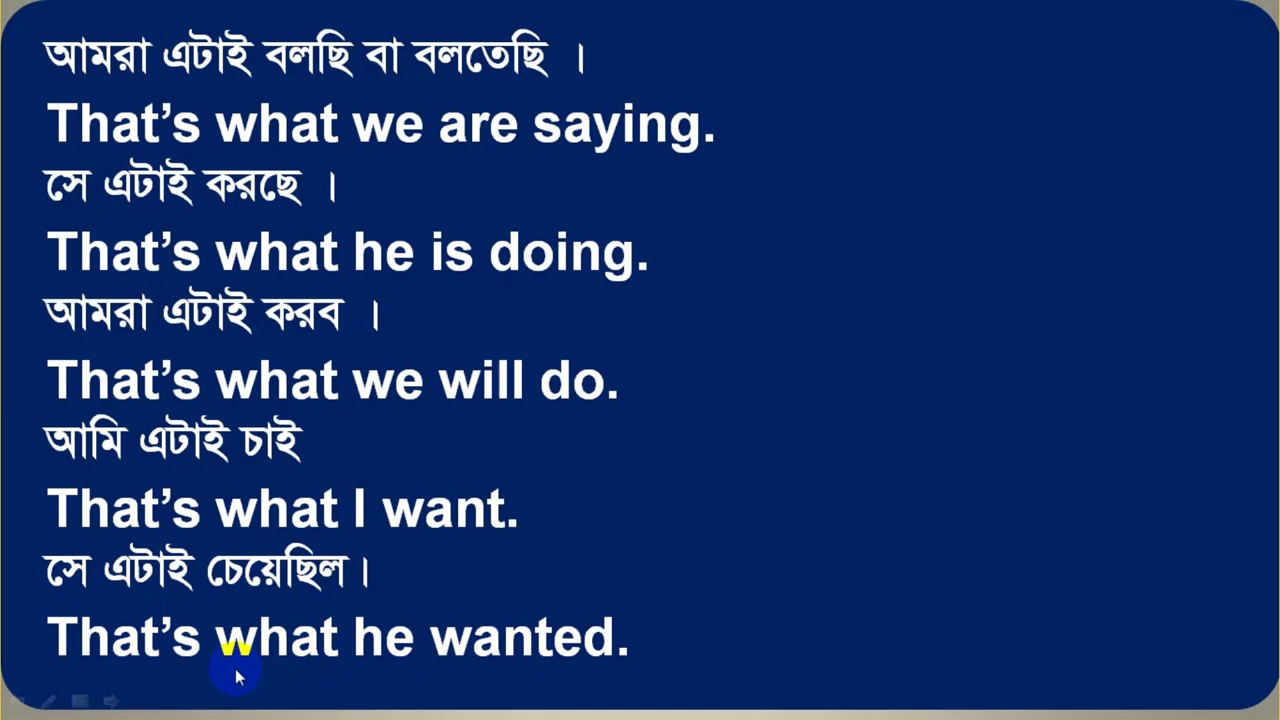 আমরা এটাই বলছি বা বলতেছি ।
That’s what we are saying.
সে এটাই করছে ।
That’s what he is doing.
আমরা এটাই করব ।
That’s what we will do.
আমি এটাই চাই
That’s what I want.
সে এটাই চেয়েছিল।
That’s what he wanted.